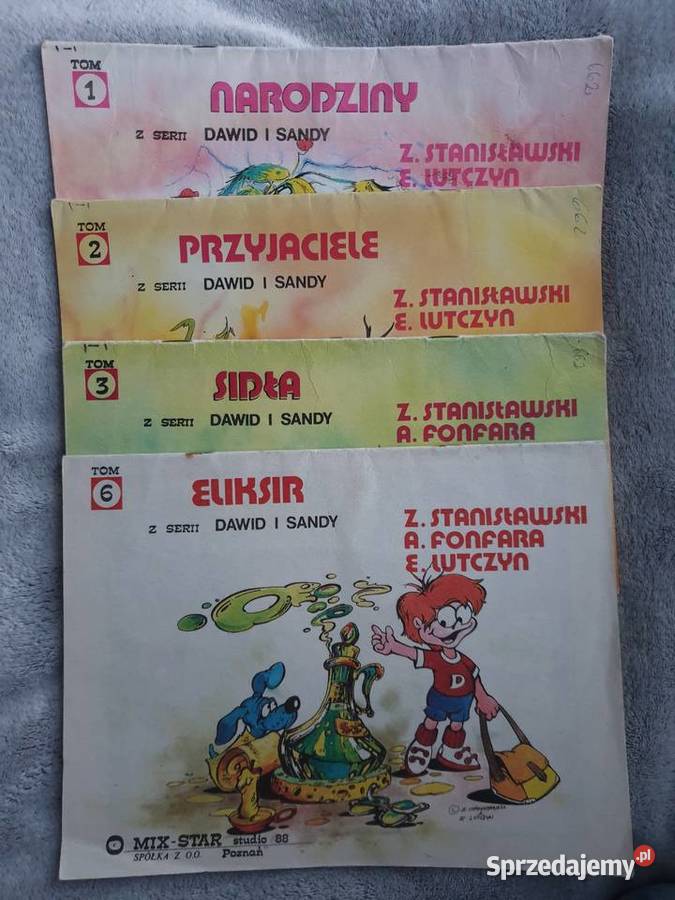 TOM
1
NARODZINY
662
Z SERII DAWID I SANDY
Z. STANISŁAWSKI
E. LUTCZYN
TOM
2
PRZYJACIELE
662
Z SERII DAWID I SANDY
Z. STANISŁAWSKI
E. LUTCZYN
TOM
3
SIDŁA
Z SERII DAWID I SANDY
Z. STANISŁAWSKI
A. FONFARA
TOM
6
ELIKSIR
Z SERII DAWID I SANDY
Z. STANISŁAWSKI
A. FONFARA
E. LUTCZYN
D
MIX-STAR studio 88
SPÓŁKA Z O.O. Poznań
Sprzedajemy.pl